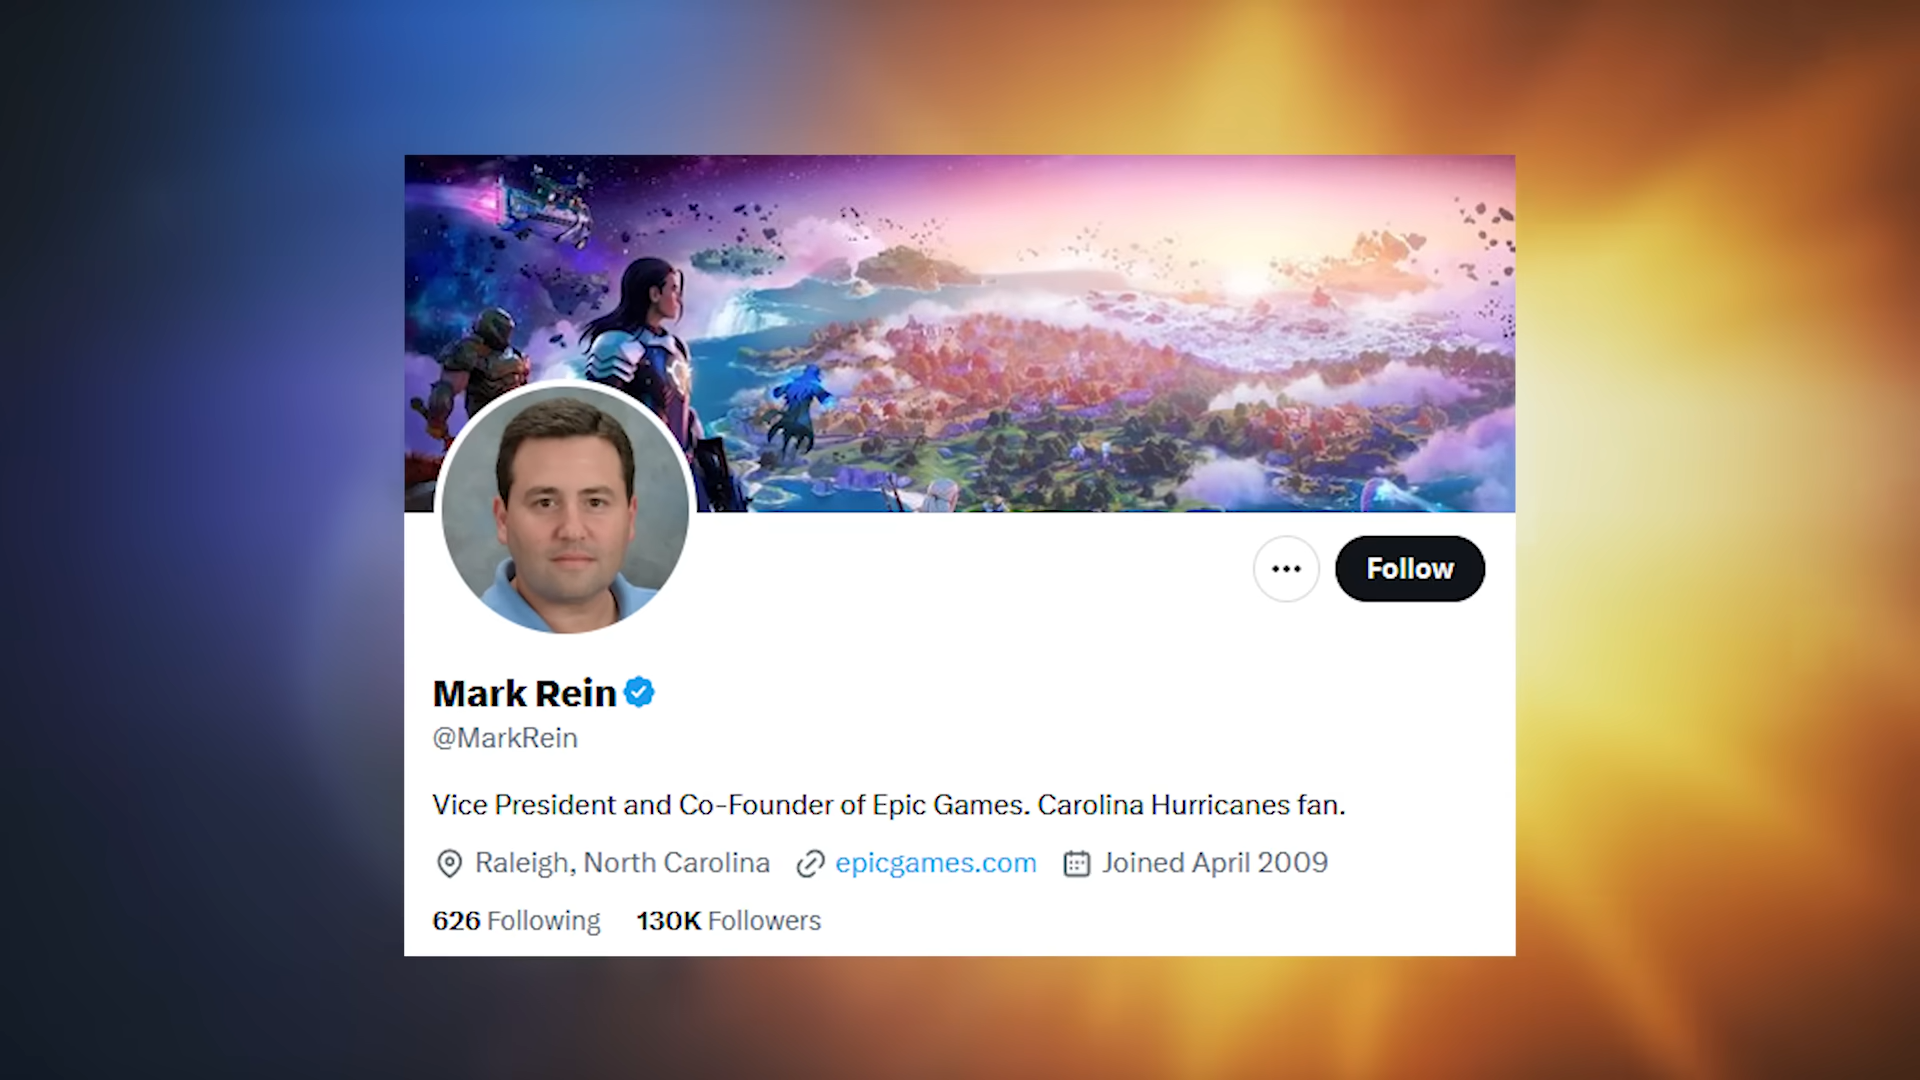 Follow
Mark Rein
@MarkRein
Vice President and Co-Founder of Epic Games. Carolina Hurricanes fan.
Raleigh, North Carolina epicgames.com Joined April 2009
626 Following 130K Followers